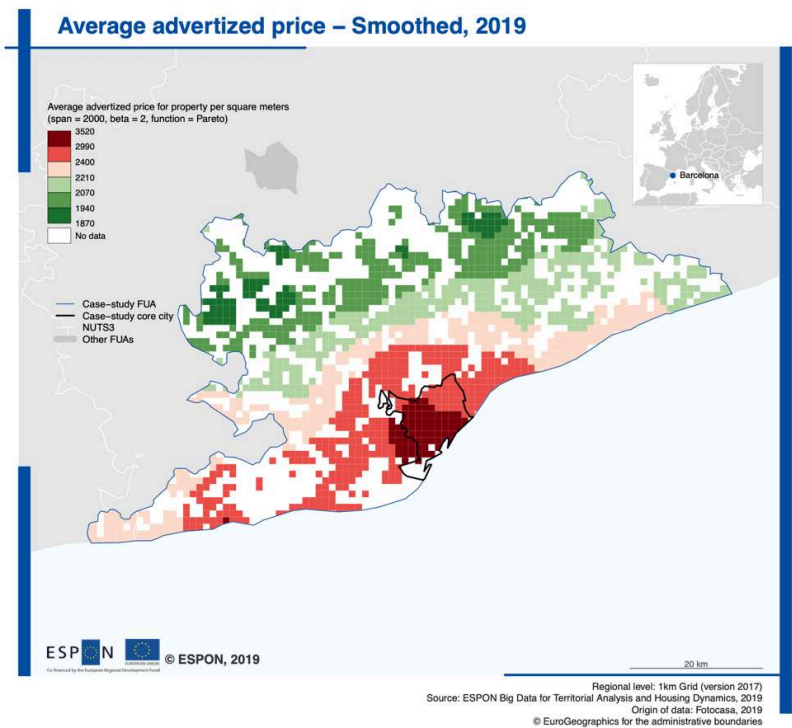 Average advertized price – Smoothed, 2019
Average advertized price for property per square meters
(span = 2000, beta = 2, function = Pareto)
3520
2990
2400
2210
2070
1940
1870
No data
Barcelona
Case–study FUA
Case–study core city
NUTS3
Other FUAs
ESPON
EUROPEAN UNION
© ESPON, 2019
Co-financed by the European Regional Development Fund
20 km
Regional level: 1km Grid (version 2017)
Source: ESPON Big Data for Territorial Analysis and Housing Dynamics, 2019
Origin of data: Fotocasa, 2019
© EuroGeographics for the administrative boundaries